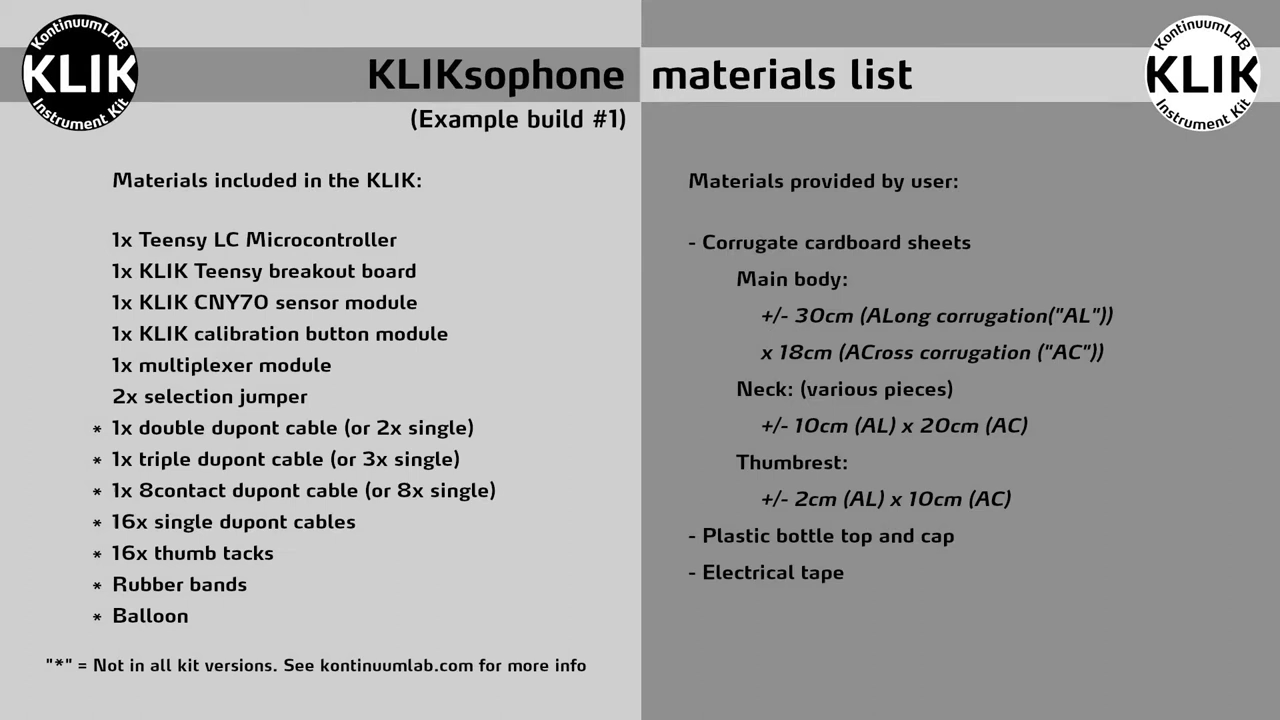 KontinuumLAB
KLIK
Instrument Kit
KLIKsophone materials list
(Example build #1)
KontinuumLAB
KLIK
Instrument Kit
Materials included in the KLIK:
1x Teensy LC Microcontroller
1x KLIK Teensy breakout board
1x KLIK CNY70 sensor module
1x KLIK calibration button module
1x multiplexer module
2x selection jumper
* 1x double dupont cable (or 2x single)
* 1x triple dupont cable (or 3x single)
* 1x 8contact dupont cable (or 8x single)
* 16x single dupont cables
* 16x thumb tacks
* Rubber bands
* Balloon
"*" = Not in all kit versions. See kontinuumlab.com for more info
Materials provided by user:
- Corrugate cardboard sheets
Main body:
+/- 30cm (ALong corrugation("AL"))
x 18cm (ACross corrugation ("AC"))
Neck: (various pieces)
+/- 10cm (AL) x 20cm (AC)
Thumbrest:
+/- 2cm (AL) x 10cm (AC)
- Plastic bottle top and cap
- Electrical tape